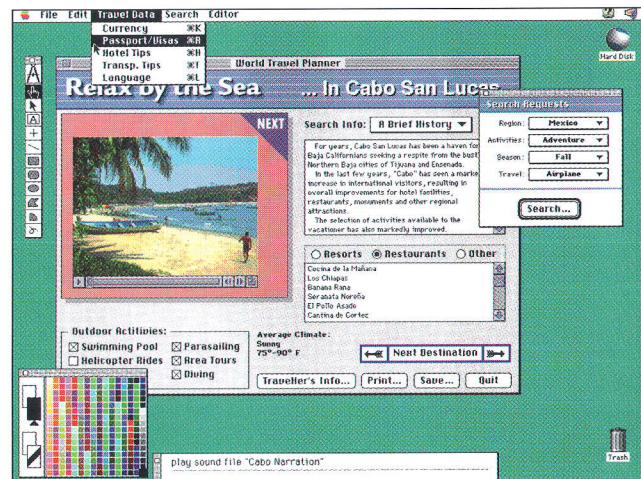 File Edit Travel Data Search Editor
Currency ⌘K
Passport/Visas ⌘R
Hotel Tips ⌘H
Transp. Tips ⌘T
Language ⌘L
Hard Disk
World Travel Planner
Relax by the Sea ... In Cabo San Lucas
NEXT
Search Info: A Brief History
For years, Cabo San Lucas has been a haven for
Baja Californians seeking a respite from the bust
Northern Baja cities of Tijuana and Ensenada.
In the last few years, "Cabo" has seen a marke
increase in international visitors, resulting in
overall improvements for hotel facilities,
restaurants, monuments and other regional
attractions.
The selection of activities available to the
vacationer has also markedly improved.
Search Requests
Region: Mexico
Activities: Adventure
Season: Fall
Travel: Airplane
Search...
Resorts Restaurants Other
Cocina de la Mañana
Los Chiapas
Banana Rana
Seranata Noreña
El Pollo Asado
Cantina de Cortez
Outdoor Actitivies:
Swimming Pool Parasailing
Helicopter Rides Area Tours
Diving
Average Climate:
Sunny
75°-90° F
Next Destination
Traveller's Info... Print... Save... Quit
play sound file "Cabo Narration"
Trash
A